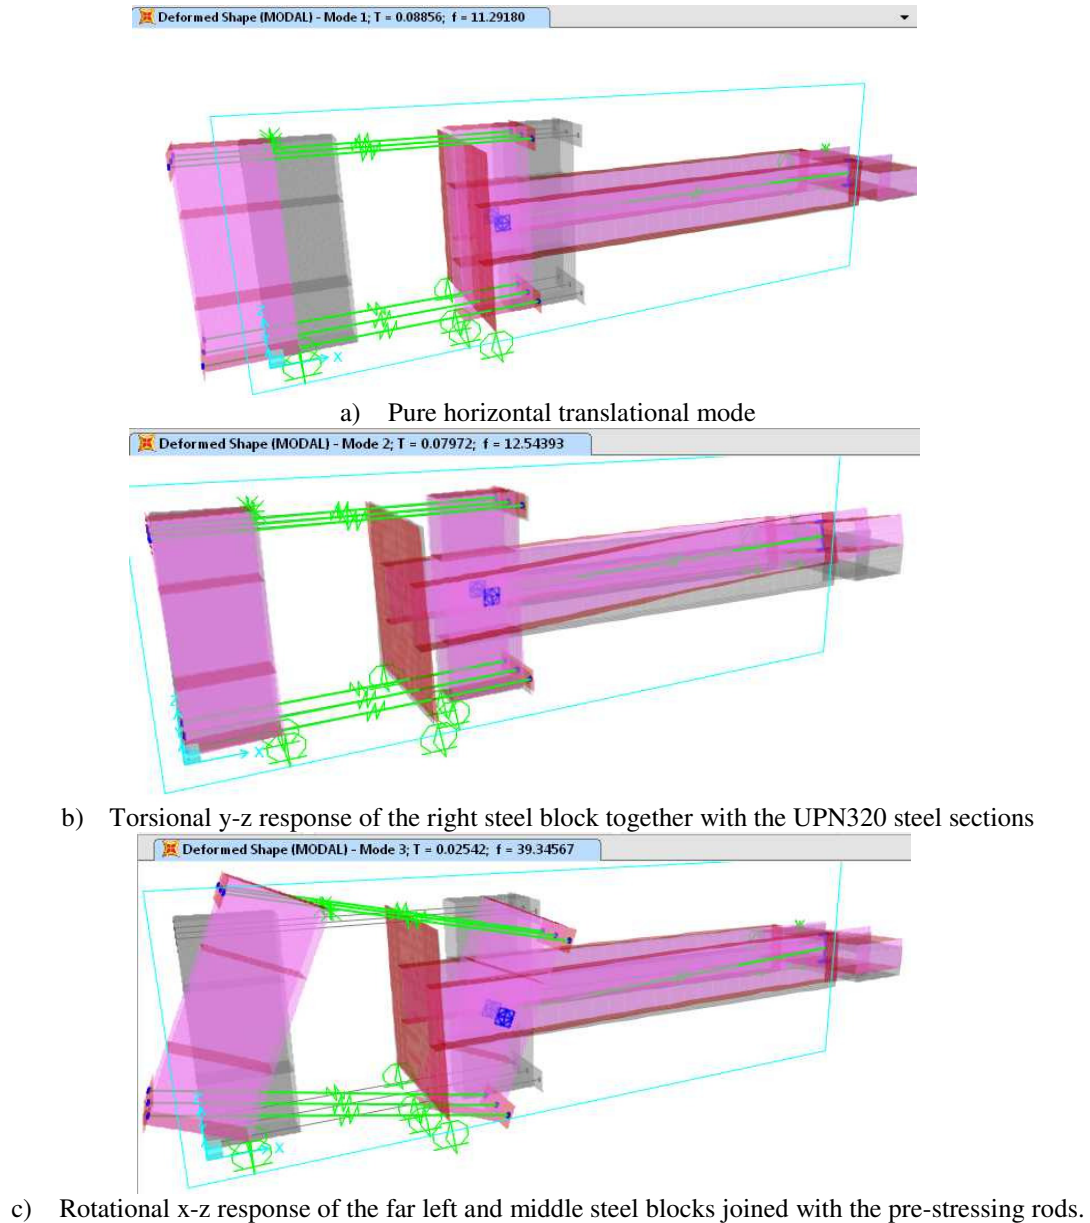 Deformed Shape (MODAL) - Mode 1; T = 0.08856; f = 11.29180
X
a) Pure horizontal translational mode
Deformed Shape (MODAL) - Mode 2; T = 0.07972; f = 12.54393
X
b) Torsional y-z response of the right steel block together with the UPN320 steel sections
Deformed Shape (MODAL) - Mode 3; T = 0.02542; f = 39.34567
X
c) Rotational x-z response of the far left and middle steel blocks joined with the pre-stressing rods.